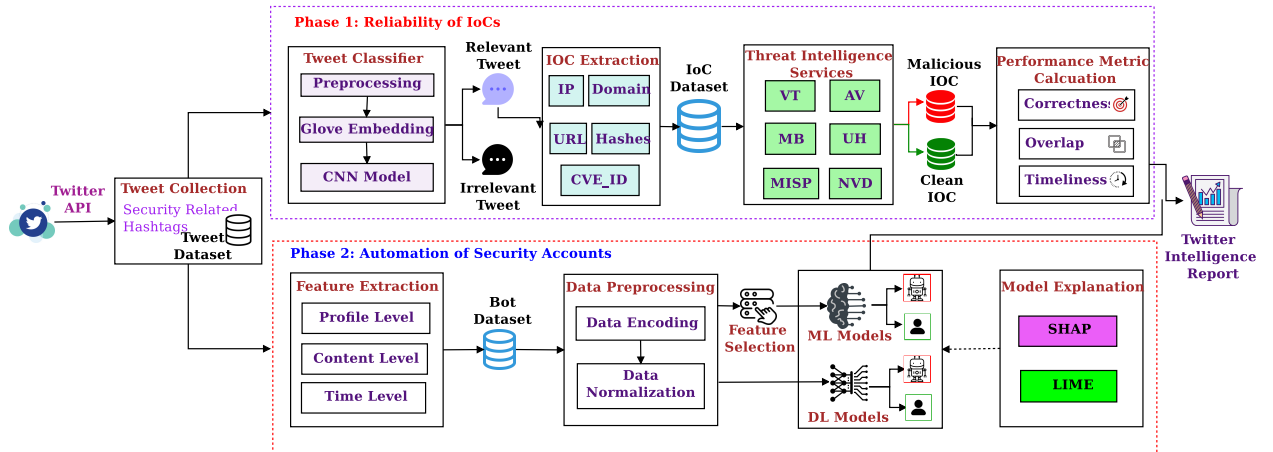 Phase 1: Reliability of IoCs
Tweet Classifier
Preprocessing
Glove Embedding
CNN Model
Relevant
Tweet
Irrelevant
Tweet
IOC Extraction
IP
Domain
URL
Hashes
CVE_ID
IoC
Dataset
Threat Intelligence
Services
VT
AV
MB
UH
MISP
NVD
Malicious
IOC
Clean
IOC
Performance Metric
Calcuation
Correctness
Overlap
Timeliness
Twitter
API
Tweet Collection
Security Related
Hashtags
Tweet
Dataset
Twitter
Intelligence
Report
Phase 2: Automation of Security Accounts
Feature Extraction
Profile Level
Content Level
Time Level
Bot
Dataset
Data Preprocessing
Data Encoding
Data
Normalization
Feature
Selection
ML Models
DL Models
Model Explanation
SHAP
LIME